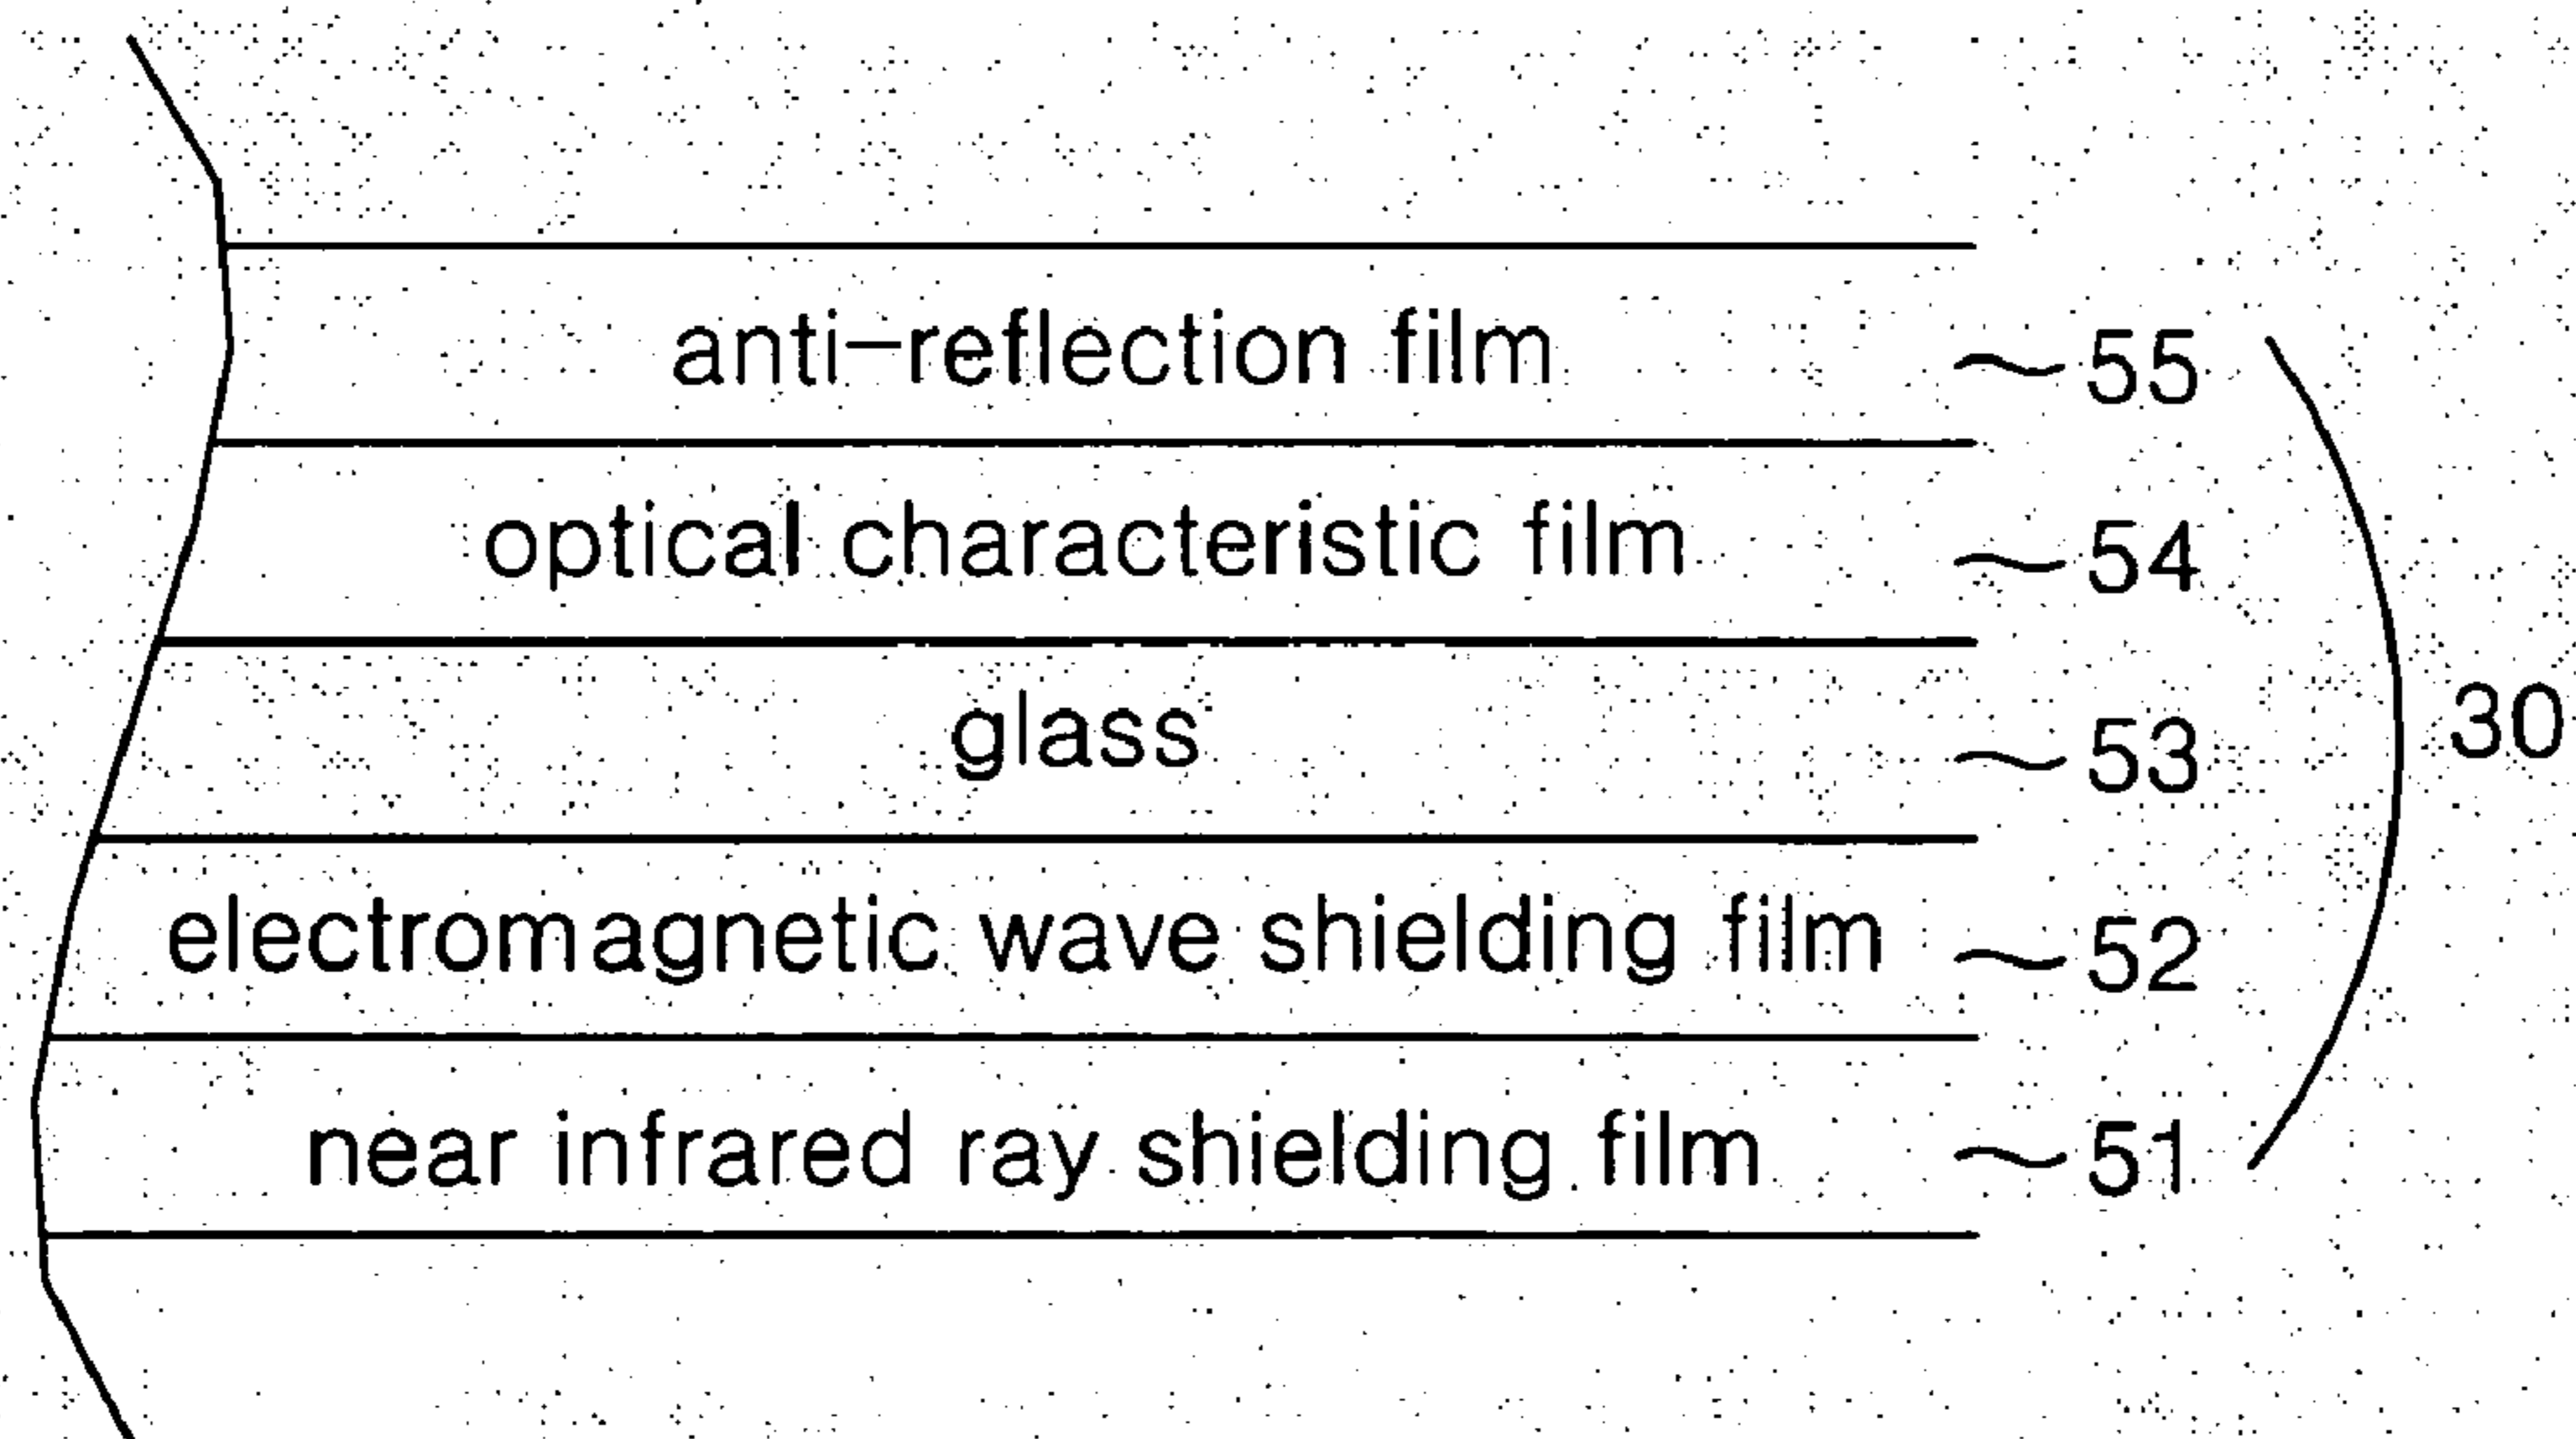 anti-reflection film ~55
optical characteristic film ~54
glass ~53
30
electromagnetic wave shielding film ~52
near infrared ray shielding film ~51